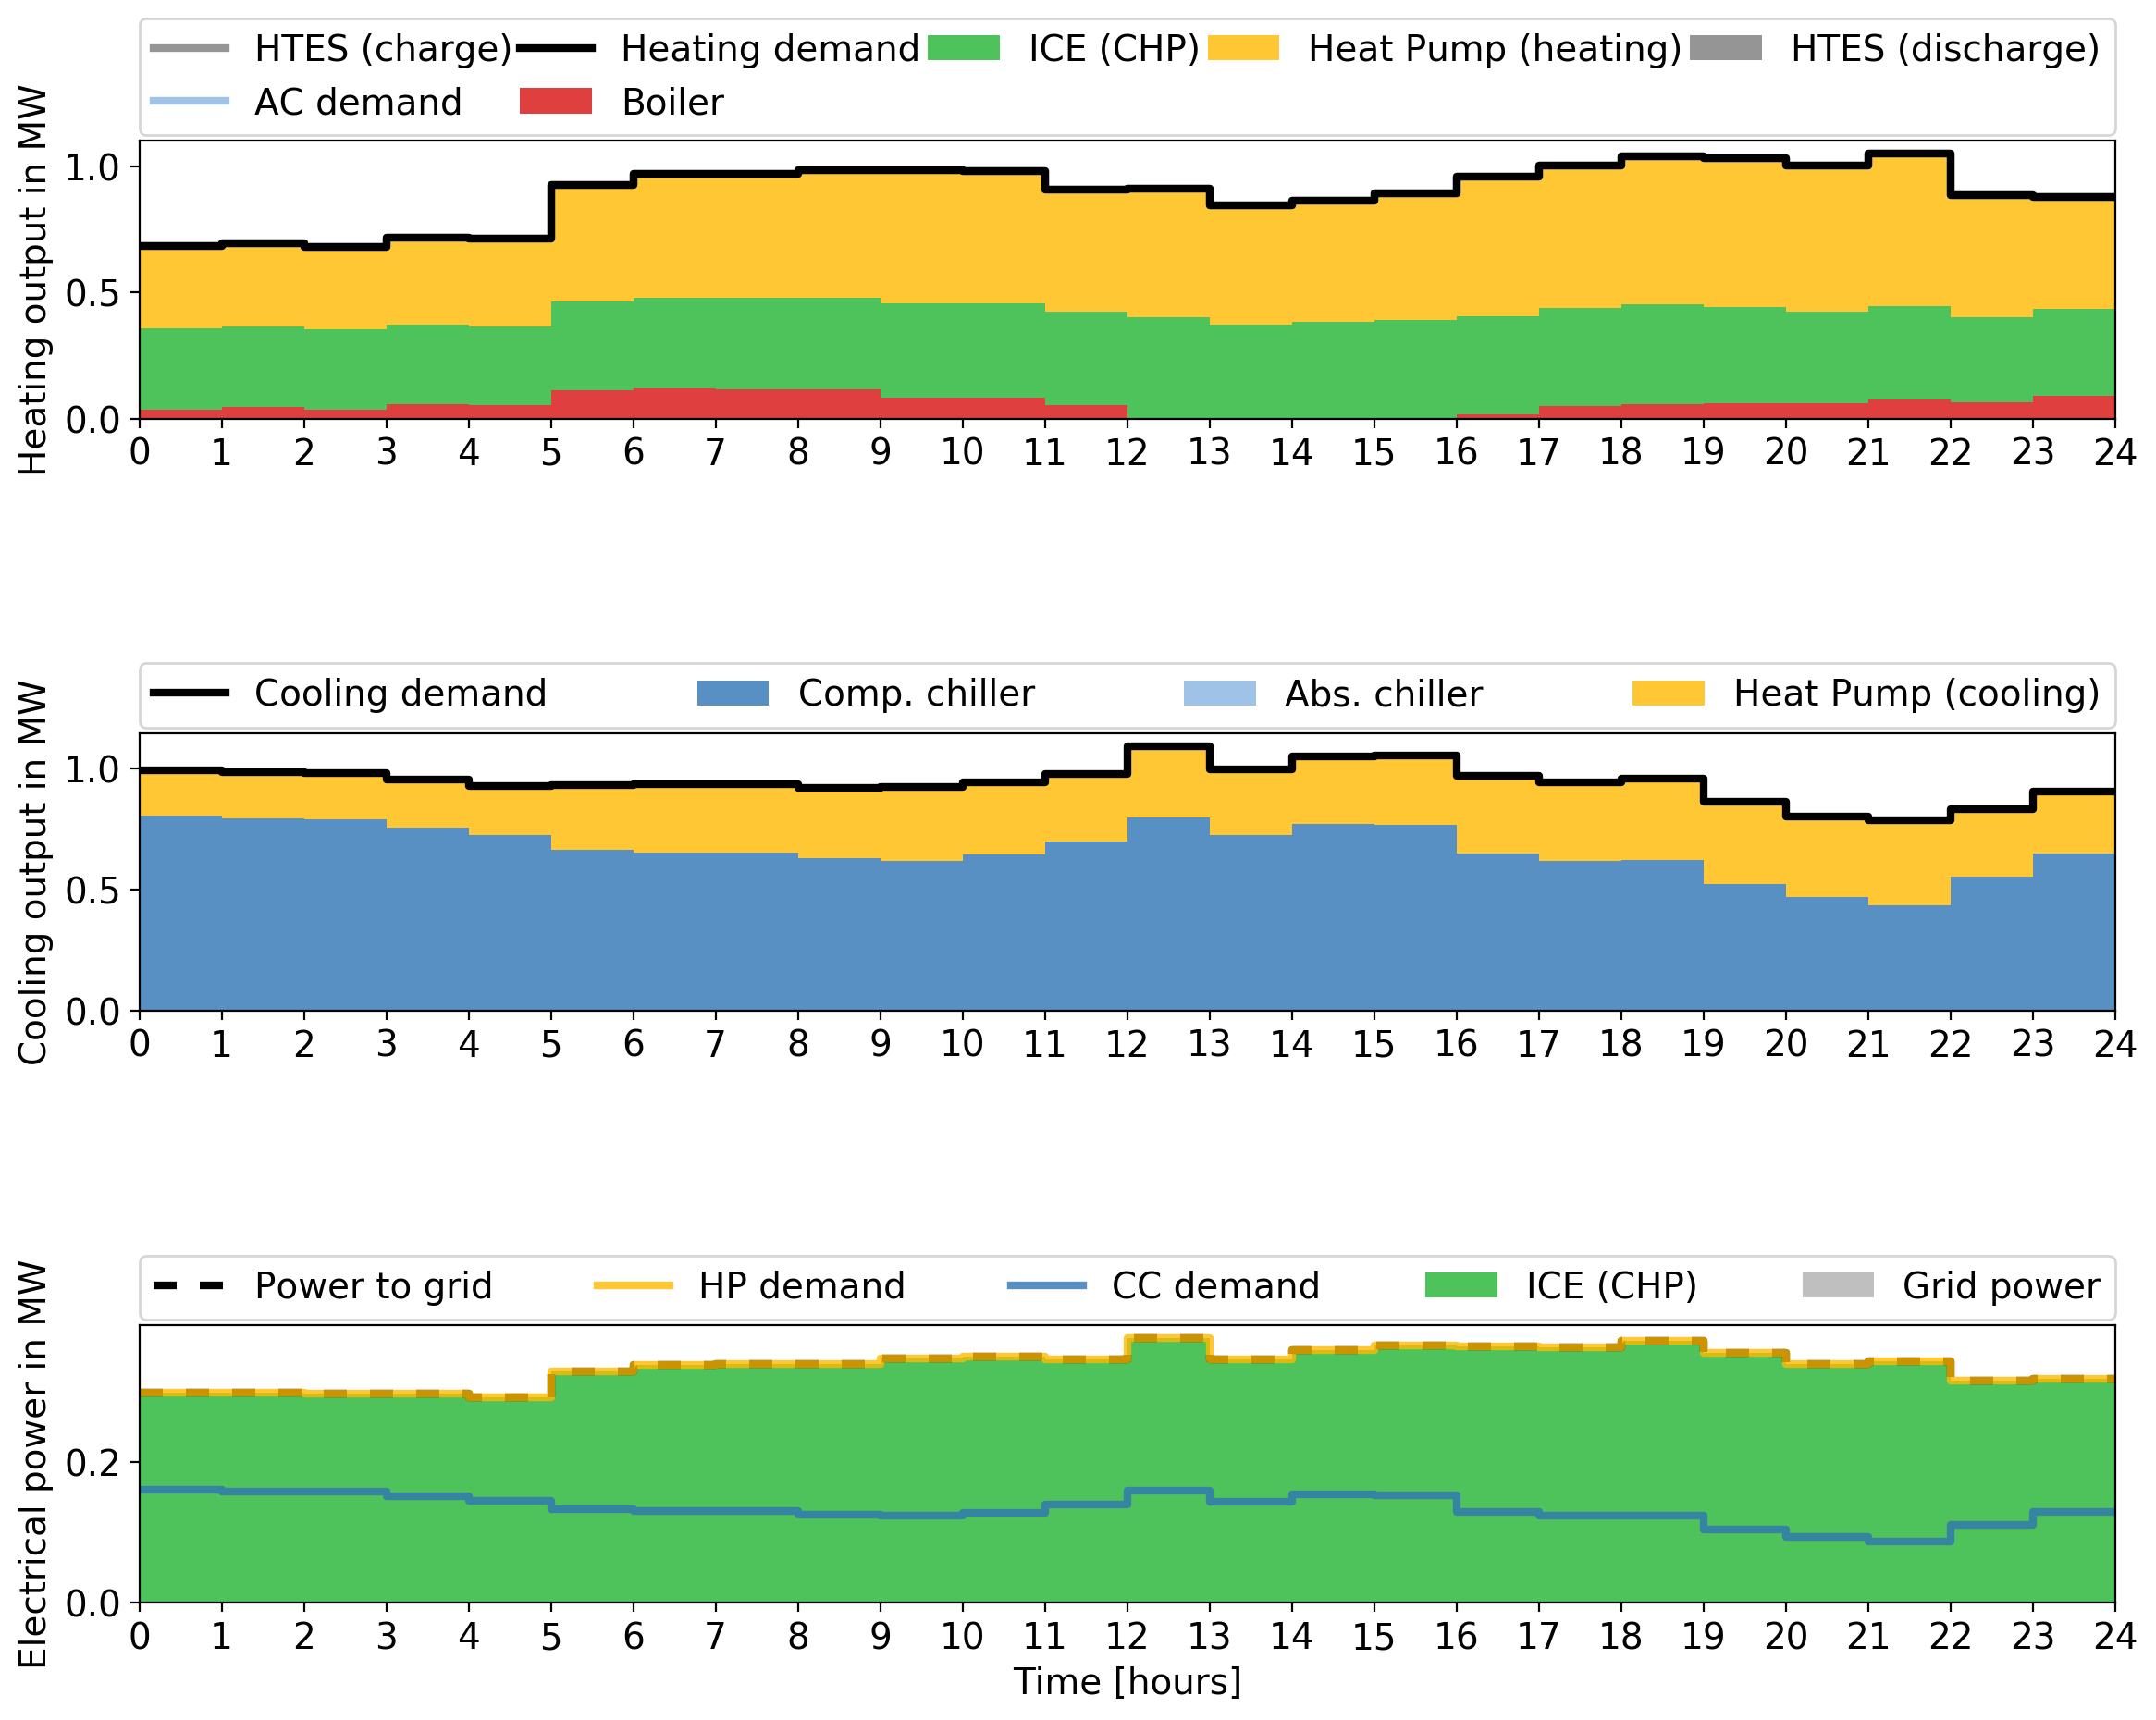 HTES (charge) Heating demand ICE (CHP) Heat Pump (heating) HTES (discharge)
AC demand Boiler
Heating output in MW
1.0
0.5
0.0
0 1 2 3 4 5 6 7 8 9 10 11 12 13 14 15 16 17 18 19 20 21 22 23 24
Cooling demand Comp. chiller Abs. chiller Heat Pump (cooling)
Cooling output in MW
1.0
0.5
0.0
0 1 2 3 4 5 6 7 8 9 10 11 12 13 14 15 16 17 18 19 20 21 22 23 24
Power to grid HP demand CC demand ICE (CHP) Grid power
Electrical power in MW
0.2
0.0
0 1 2 3 4 5 6 7 8 9 10 11 12 13 14 15 16 17 18 19 20 21 22 23 24
Time [hours]